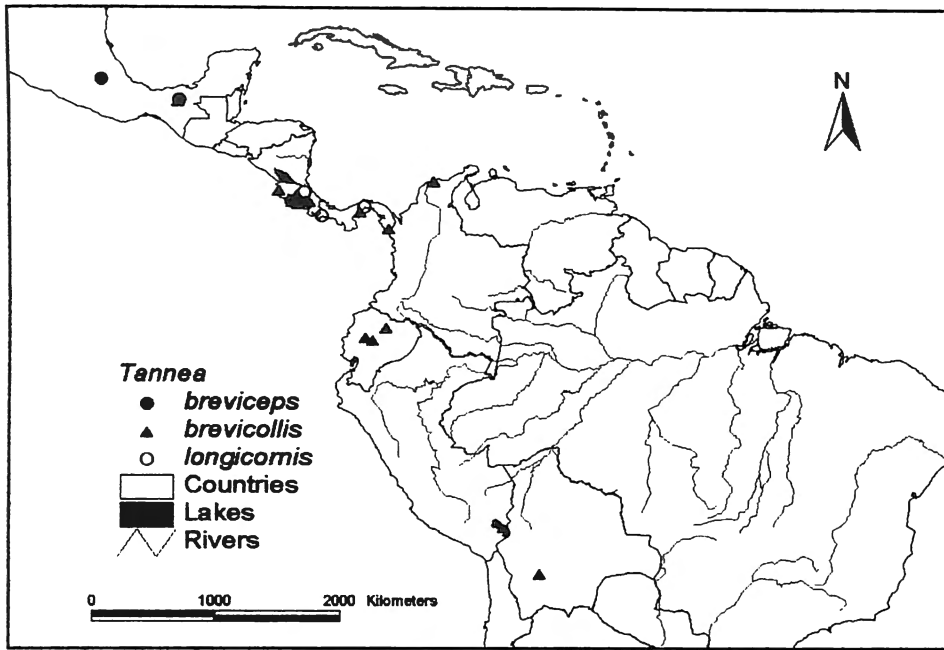 N
Tannea
breviceps
brevicollis
longicornis
Countries
Lakes
Rivers
0 1000 2000 Kilometers